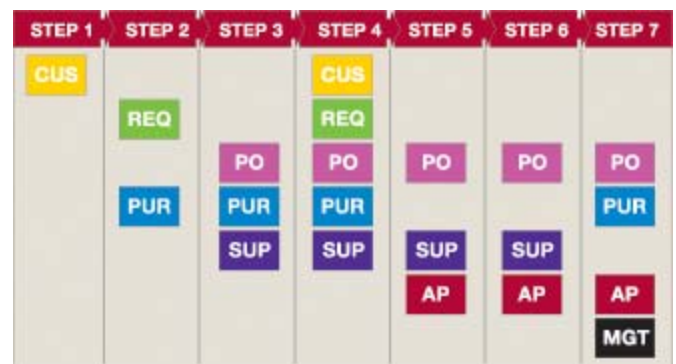 STEP 1 STEP 2 STEP 3 STEP 4 STEP 5 STEP 6 STEP 7
CUS CUS
REQ REQ
PO PO PO PO PO
PUR PUR PUR PUR
SUP SUP SUP SUP
AP AP AP
MGT